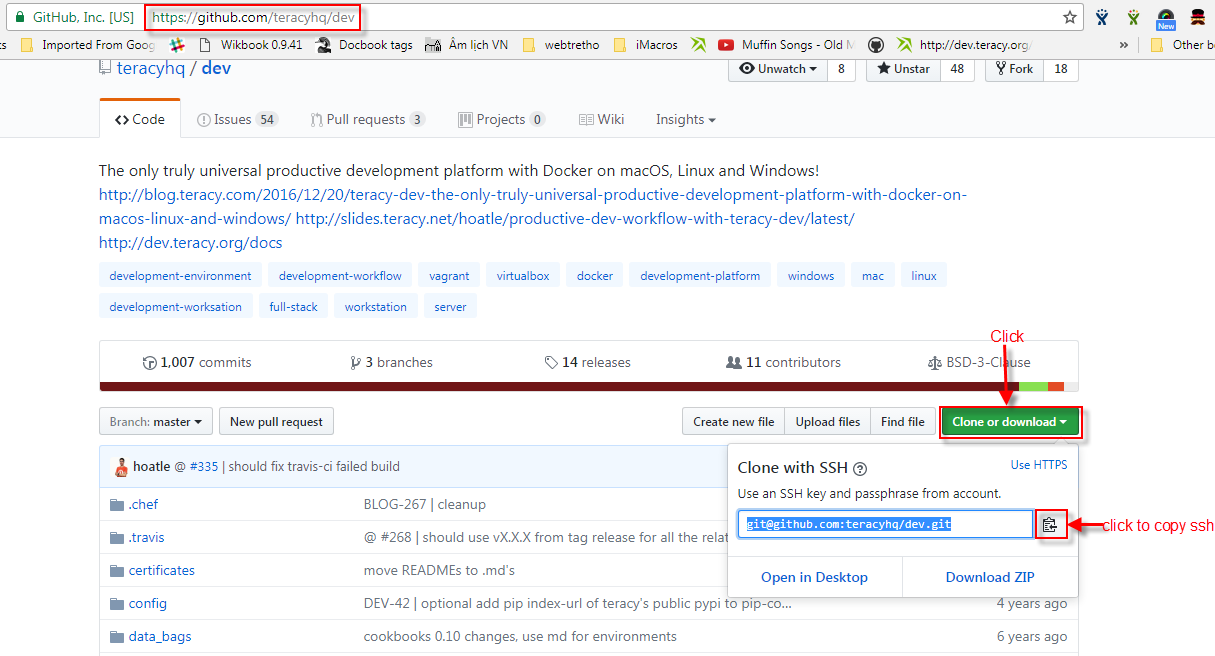 GitHub, Inc. [US] https://github.com/teracyhq/dev
ts Imported From Goog Wikbook 0.9.41 Docbook tags Âm lịch VN webtretho iMacros Muffin Songs - Old M http://dev.teracy.org/ » Other b
New
teracyhq / dev Unwatch 8 Unstar 48 Fork 18
Code Issues 54 Pull requests 3 Projects 0 Wiki Insights
The only truly universal productive development platform with Docker on macOS, Linux and Windows!
http://blog.teracy.com/2016/12/20/teracy-dev-the-only-truly-universal-productive-development-platform-with-docker-on-
macos-linux-and-windows/ http://slides.teracy.net/hoatle/productive-dev-workflow-with-teracy-dev/latest/
http://dev.teracy.org/docs
development-environment development-workflow vagrant virtualbox docker development-platform windows mac linux
development-worksation full-stack workstation server
Click
1,007 commits 3 branches 14 releases 11 contributors BSD-3-Clause
Branch: master New pull request Create new file Upload files Find file Clone or download
hoatle @ #335 | should fix travis-ci failed build
Clone with SSH ? Use HTTPS
Use an SSH key and passphrase from account.
git@github.com:teracyhq/dev.git click to copy ssh
Open in Desktop Download ZIP
.chef BLOG-267 | cleanup
.travis @ #268 | should use vX.X.X from tag release for all the relat
certificates move READMEs to .md's
config DEV-42 | optional add pip index-url of teracy's public pypi to pip-co... 4 years ago
data_bags cookbooks 0.10 changes, use md for environments 6 years ago